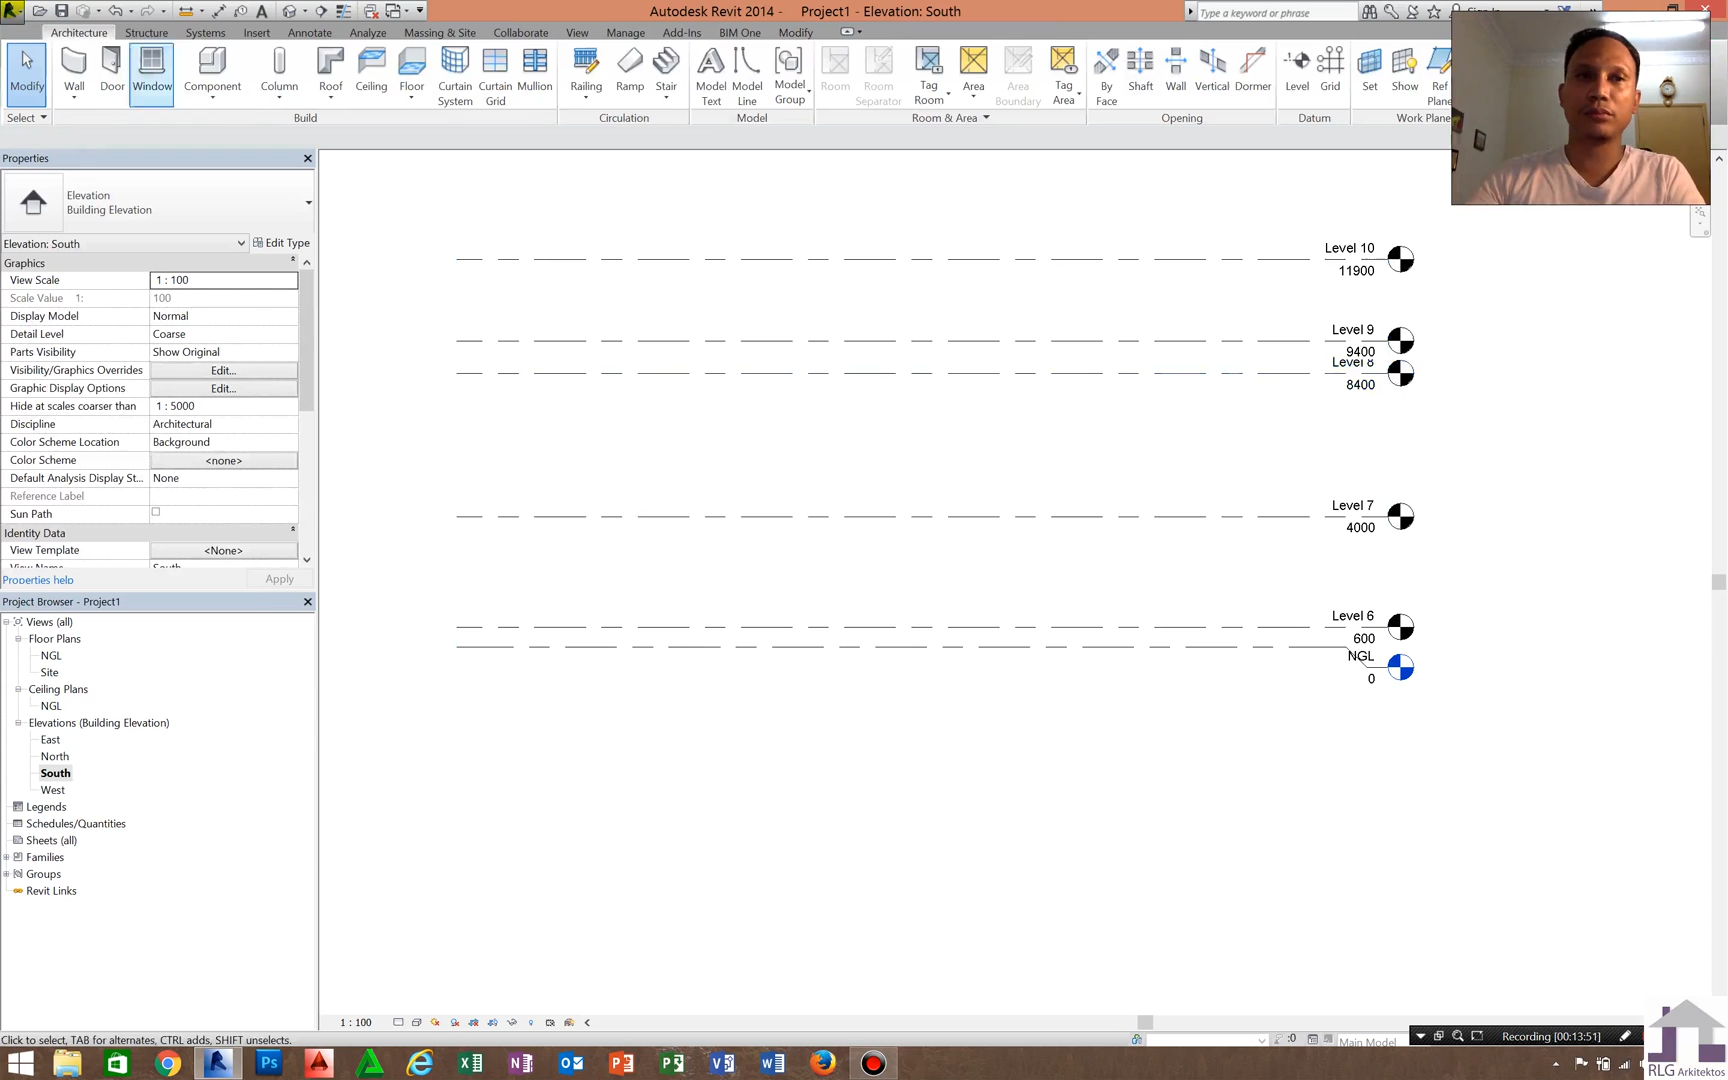 Autodesk Revit 2014 - Project1 - Elevation: South
Type a keyword or phrase
Sign In
Architecture Structure Systems Insert Annotate Analyze Massing & Site Collaborate View Manage Add-Ins BIM One Modify
Modify Wall Door Window Component Column Roof Ceiling Floor Curtain System Curtain Grid Mullion Railing Ramp Stair Model Text Model Line Model Group Room Room Separator Tag Room Area Area Boundary Tag Area By Face Shaft Wall Vertical Dormer Level Grid Set Show Ref Plane
Select Build Circulation Model Room & Area Opening Datum Work Plane
Properties
Elevation
Building Elevation
Elevation: South Edit Type
Graphics
View Scale 1 : 100
Scale Value 1: 100
Display Model Normal
Detail Level Coarse
Parts Visibility Show Original
Visibility/Graphics Overrides Edit...
Graphic Display Options Edit...
Hide at scales coarser than 1 : 5000
Discipline Architectural
Color Scheme Location Background
Color Scheme <none>
Default Analysis Display St... None
Reference Label
Sun Path
Identity Data
View Template <None>
View Name South
Properties help Apply
Project Browser - Project1
Views (all)
Floor Plans
NGL
Site
Ceiling Plans
NGL
Elevations (Building Elevation)
East
North
South
West
Legends
Schedules/Quantities
Sheets (all)
Families
Groups
Revit Links
Level 10
11900
Level 9
9400
Level 8
8400
Level 7
4000
Level 6
600
NGL
0
1 : 100
Click to select, TAB for alternates, CTRL adds, SHIFT unselects.
:0
Main Model
Recording [00:13:51]
RLG Arkitektos